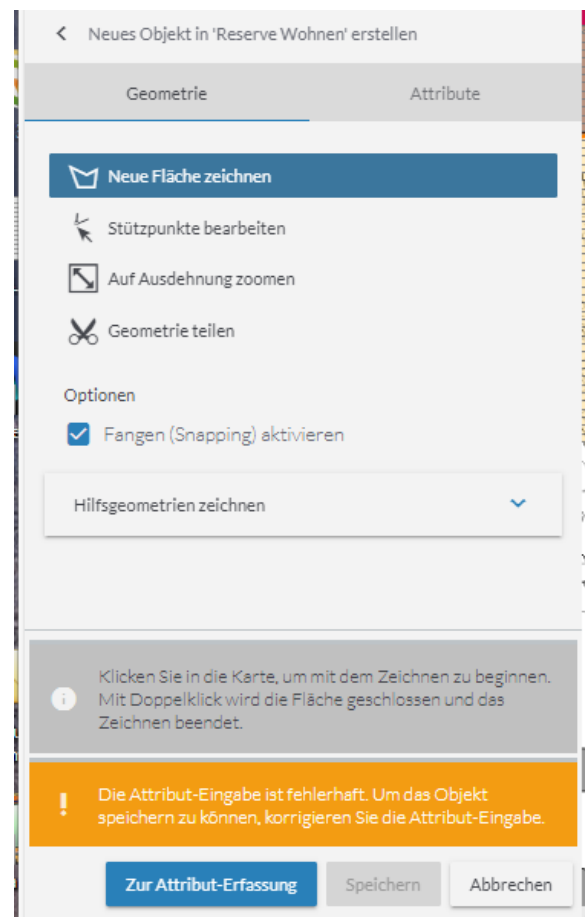 Neues Objekt in 'Reserve Wohnen' erstellen
Geometrie Attribute
Neue Fläche zeichnen
Stützpunkte bearbeiten
Auf Ausdehnung zoomen
Geometrie teilen
Optionen
Fangen (Snapping) aktivieren
Hilfsgeometrien zeichnen
Klicken Sie in die Karte, um mit dem Zeichnen zu beginnen.
Mit Doppelklick wird die Fläche geschlossen und das
Zeichnen beendet.
Die Attribut-Eingabe ist fehlerhaft. Um das Objekt
speichern zu können, korrigieren Sie die Attribut-Eingabe.
Zur Attribut-Erfassung Speichern Abbrechen